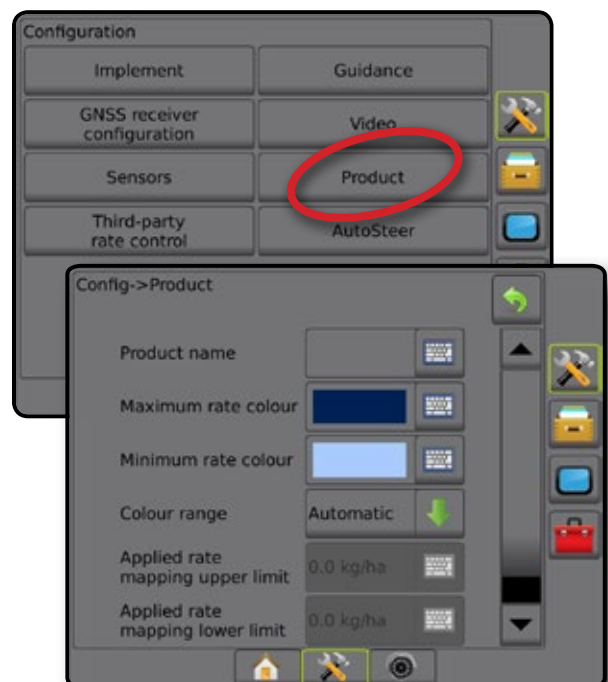 Configuration
Implement
Guidance
GNSS receiver
configuration
Video
Sensors
Product
Third-party
rate control
AutoSteer
Config->Product
Product name
Maximum rate colour
Minimum rate colour
Colour range
Automatic
Applied rate
mapping upper limit
0.0 kg/ha
Applied rate
mapping lower limit
0.0 kg/ha